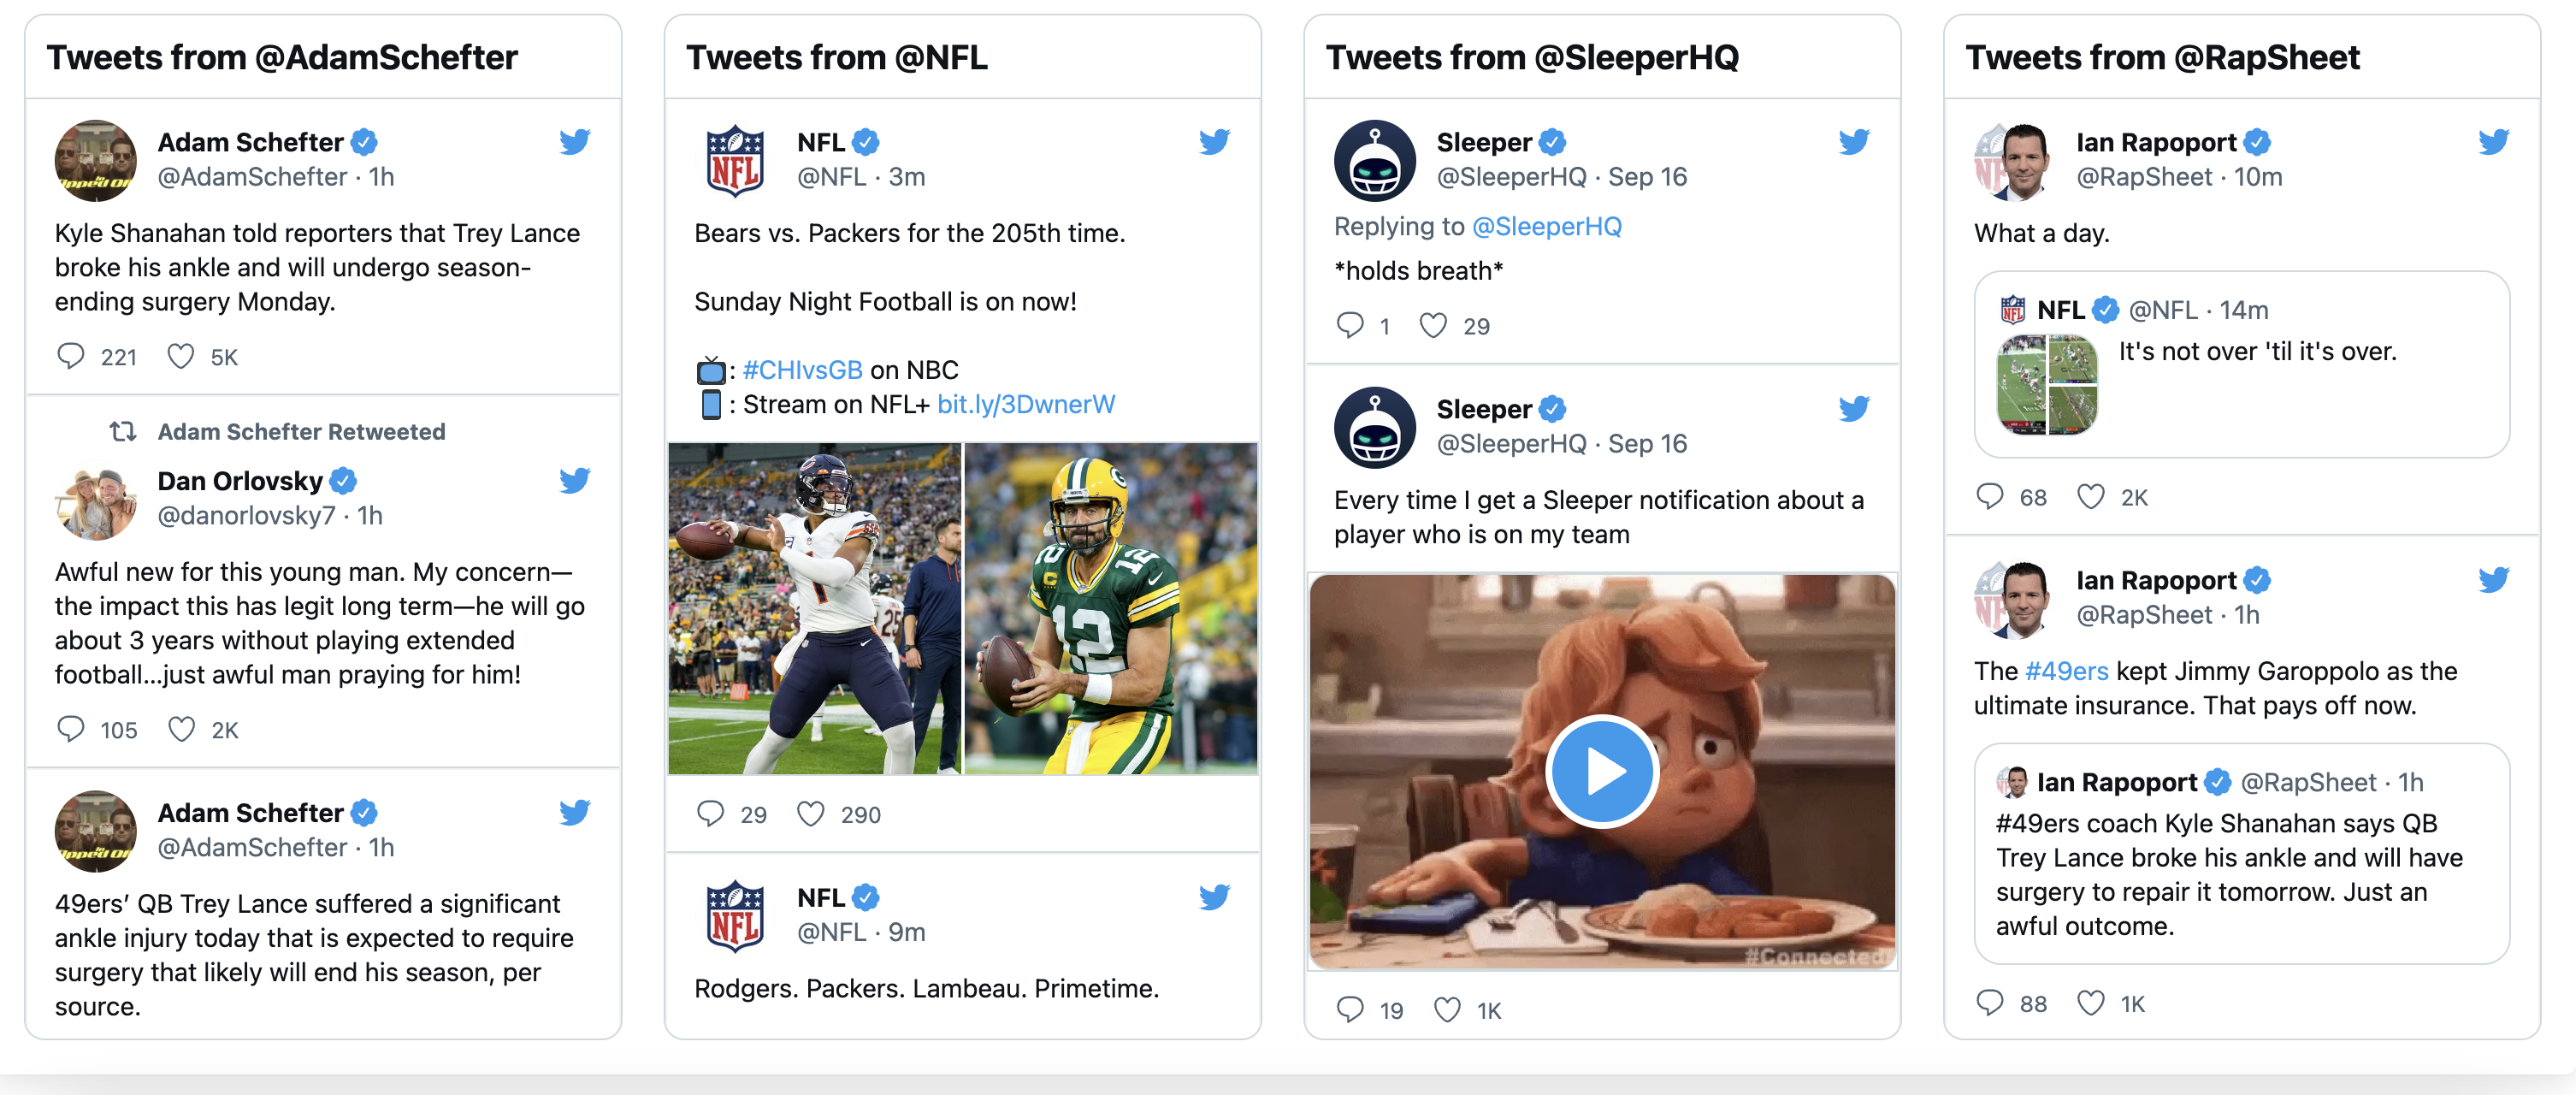 Tweets from @AdamSchefter
Adam Schefter
@AdamSchefter · 1h
Kyle Shanahan told reporters that Trey Lance
broke his ankle and will undergo season-
ending surgery Monday.
221 5K
Adam Schefter Retweeted
Dan Orlovsky
@danorlovsky7 · 1h
Awful new for this young man. My concern—
the impact this has legit long term—he will go
about 3 years without playing extended
football...just awful man praying for him!
105 2K
Adam Schefter
@AdamSchefter · 1h
49ers’ QB Trey Lance suffered a significant
ankle injury today that is expected to require
surgery that likely will end his season, per
source.
Tweets from @NFL
NFL
NFL
@NFL · 3m
Bears vs. Packers for the 205th time.
Sunday Night Football is on now!
: #CHIvsGB on NBC
: Stream on NFL+ bit.ly/3DwnerW
1
25
12
12
12
C
G
29 290
NFL
NFL
@NFL · 9m
Rodgers. Packers. Lambeau. Primetime.
Tweets from @SleeperHQ
Sleeper
@SleeperHQ · Sep 16
Replying to @SleeperHQ
*holds breath*
1 29
Sleeper
@SleeperHQ · Sep 16
Every time I get a Sleeper notification about a
player who is on my team
#Connected
19 1K
Tweets from @RapSheet
Ian Rapoport
@RapSheet · 10m
What a day.
NFL @NFL · 14m
It's not over 'til it's over.
68 2K
Ian Rapoport
@RapSheet · 1h
The #49ers kept Jimmy Garoppolo as the
ultimate insurance. That pays off now.
Ian Rapoport @RapSheet · 1h
#49ers coach Kyle Shanahan says QB
Trey Lance broke his ankle and will have
surgery to repair it tomorrow. Just an
awful outcome.
88 1K